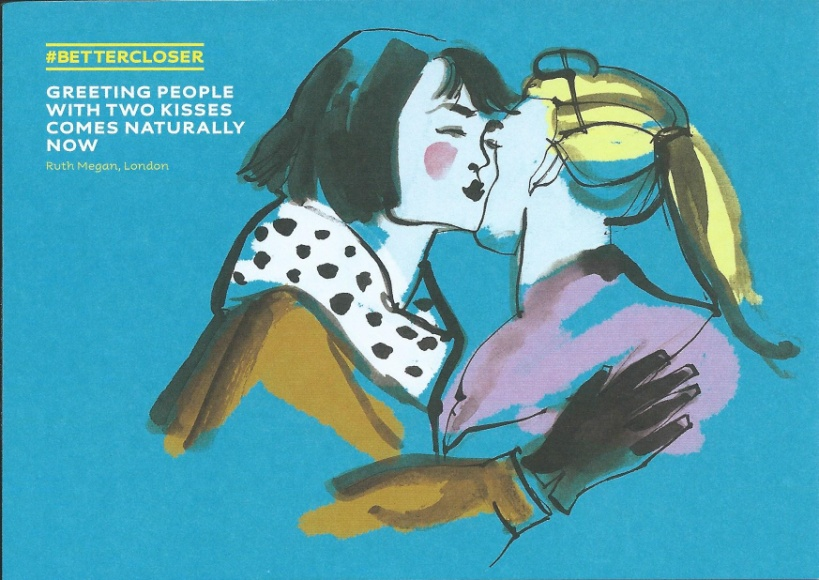 #BETTERCLOSER
GREETING PEOPLE
WITH TWO KISSES
COMES NATURALLY
NOW
Ruth Megan, London